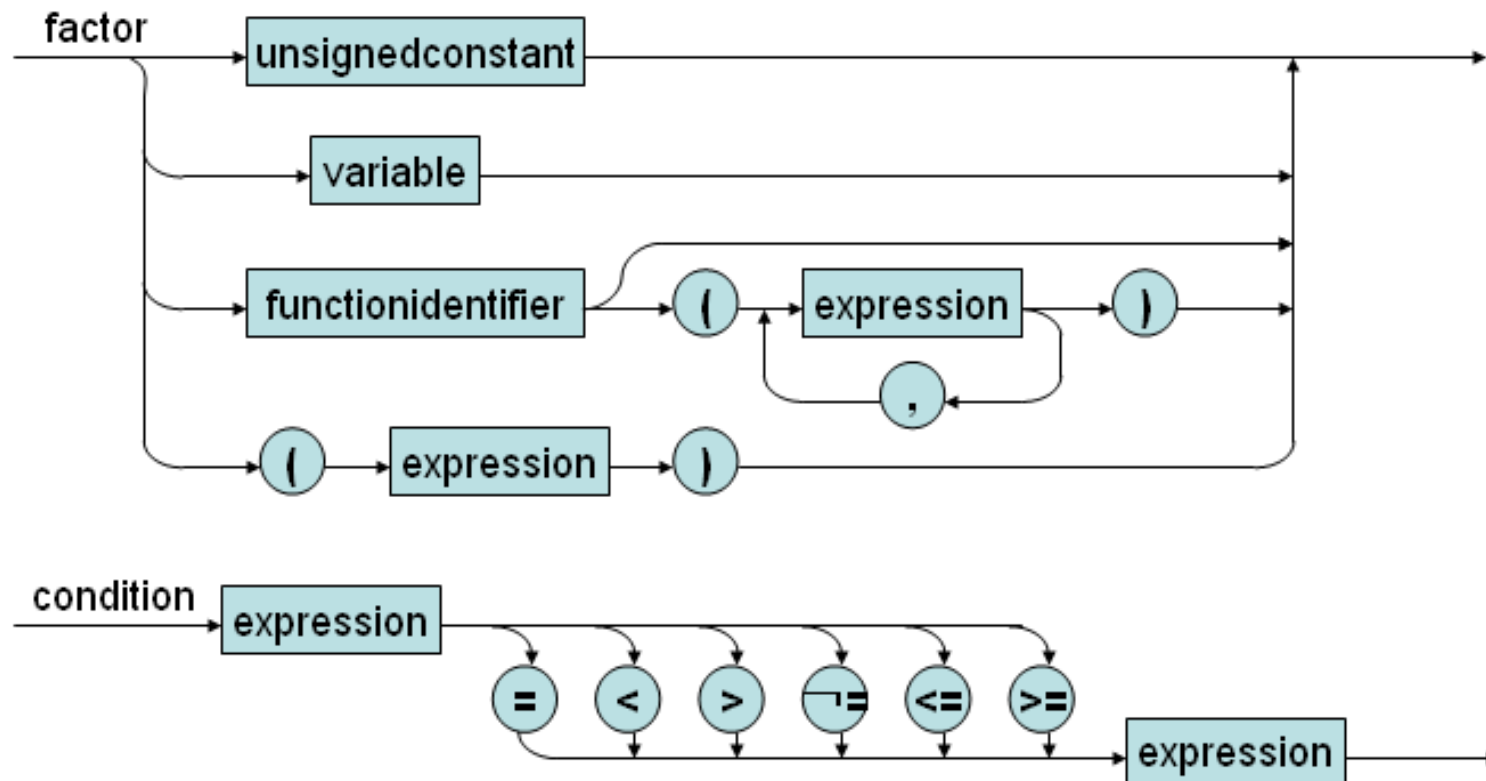 factor
unsignedconstant
variable
functionidentifier ( expression )
,
( expression )
condition
expression
= < > ¬= <= >=
expression